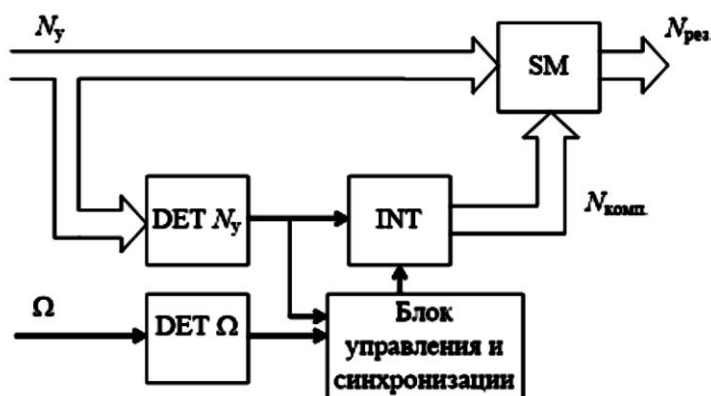 Nу
SM
Nрез.
DET Nу
INT
Nкомп.
Ω
DET Ω
Блок
управления и
синхронизации